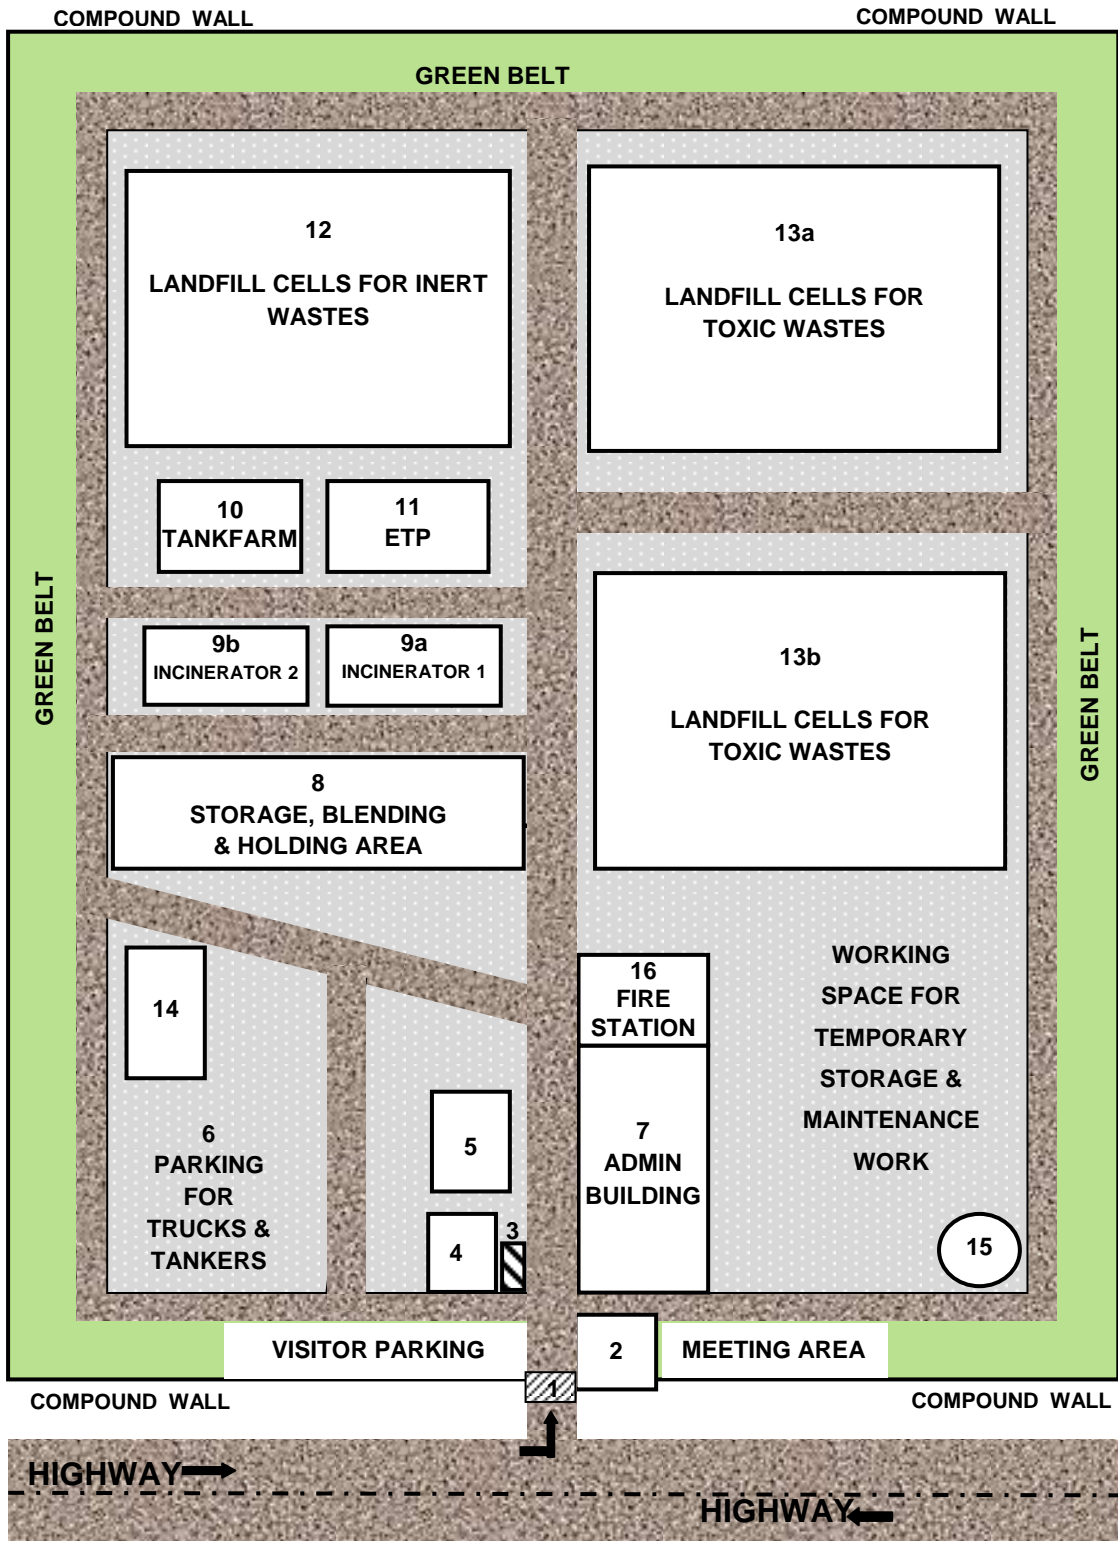 COMPOUND WALL
COMPOUND WALL
GREEN BELT
12
LANDFILL CELLS FOR INERT
WASTES
13a
LANDFILL CELLS FOR
TOXIC WASTES
10
TANKFARM
11
ETP
GREEN BELT
9b
INCINERATOR 2
9a
INCINERATOR 1
13b
LANDFILL CELLS FOR
TOXIC WASTES
GREEN BELT
8
STORAGE, BLENDING
& HOLDING AREA
14
16
FIRE
STATION
WORKING
SPACE FOR
TEMPORARY
STORAGE &
MAINTENANCE
WORK
6
PARKING
FOR
TRUCKS &
TANKERS
5
7
ADMIN
BUILDING
4
3
15
VISITOR PARKING
2
MEETING AREA
1
COMPOUND WALL
COMPOUND WALL
HIGHWAY
HIGHWAY